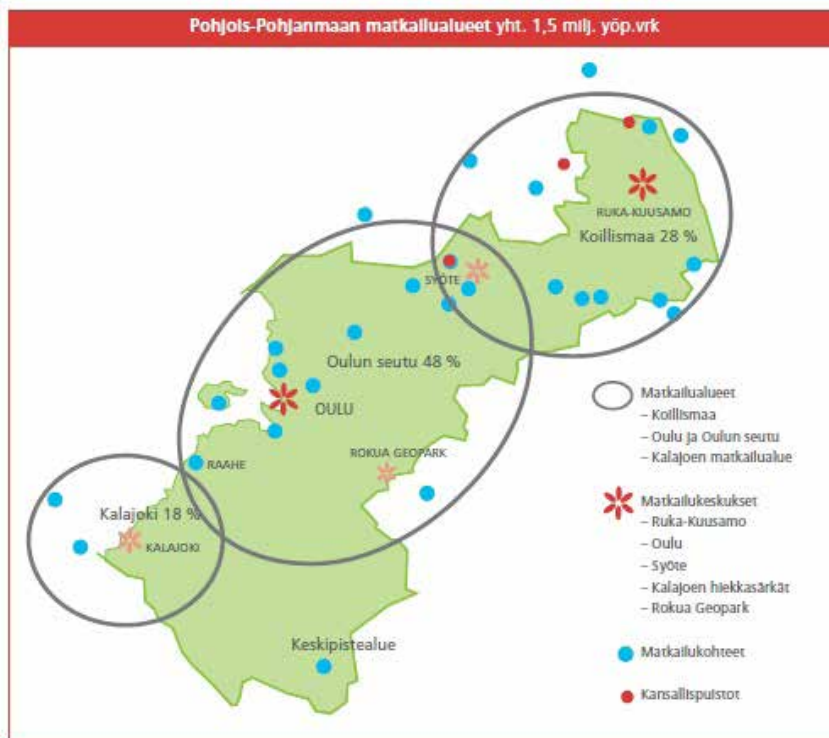 Pohjois-Pohjanmaan matkailualueet yht. 1,5 milj. yöp.vrk
RUKA-KUUSAMO
Koillismaa 28 %
SYÖTE
Oulun seutu 48 %
OULU
ROKUA GEOPARK
RAAHE
Kalajoki 18 %
KALAJOKI
Keskipistealue
Matkailualueet
– Koillismaa
– Oulu ja Oulun seutu
– Kalajoen matkailualue
Matkailukeskukset
– Ruka-Kuusamo
– Oulu
– Syöte
– Kalajoen hiekkasärkät
– Rokua Geopark
Matkailukohteet
Kansallispuistot